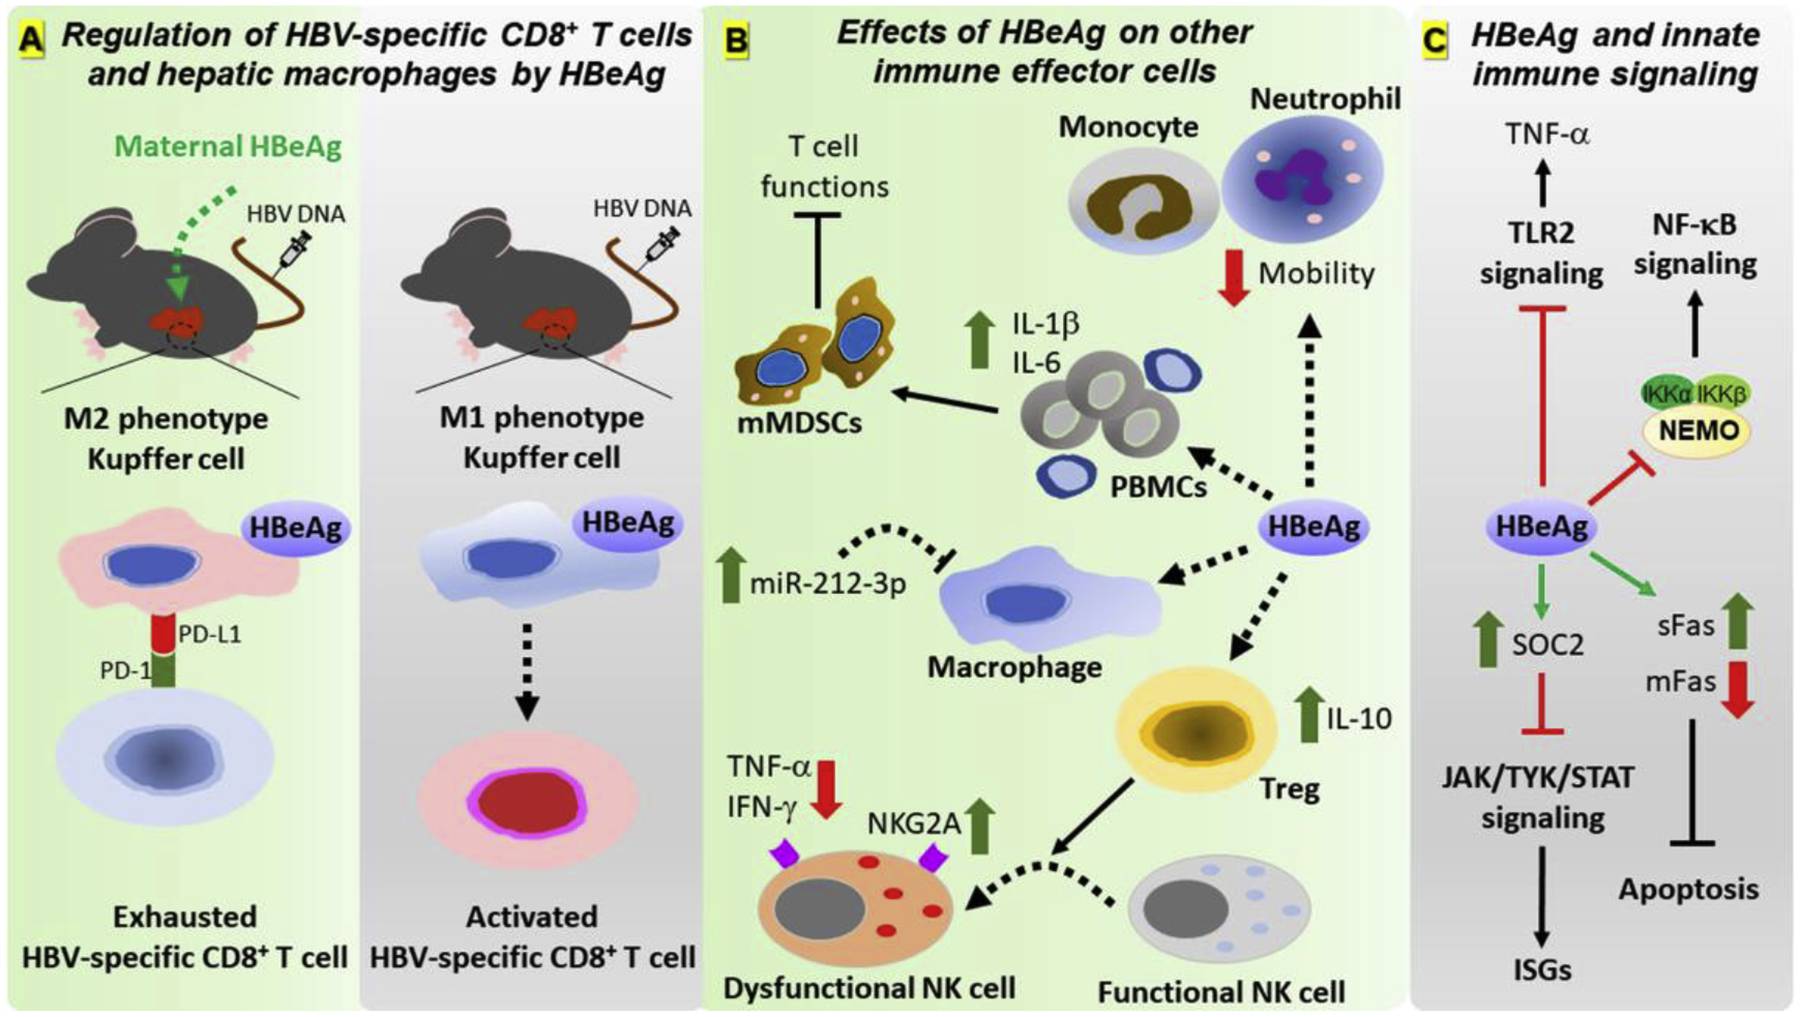 A Regulation of HBV-specific CD8⁺ T cells
and hepatic macrophages by HBeAg
Maternal HBeAg
HBV DNA
M2 phenotype
Kupffer cell
HBeAg
PD-L1
PD-1
Exhausted
HBV-specific CD8⁺ T cell
HBV DNA
M1 phenotype
Kupffer cell
HBeAg
Activated
HBV-specific CD8⁺ T cell
B Effects of HBeAg on other
immune effector cells
Neutrophil
Monocyte
T cell
functions
Mobility
IL-1β
IL-6
mMDSCs
PBMCs
HBeAg
miR-212-3p
Macrophage
IL-10
Treg
TNF-α
IFN-γ
NKG2A
Dysfunctional NK cell
Functional NK cell
C HBeAg and innate
immune signaling
TNF-α
TLR2
signaling
NF-κB
signaling
IKKα IKKβ
NEMO
HBeAg
SOC2
sFas
mFas
JAK/TYK/STAT
signaling
Apoptosis
ISGs